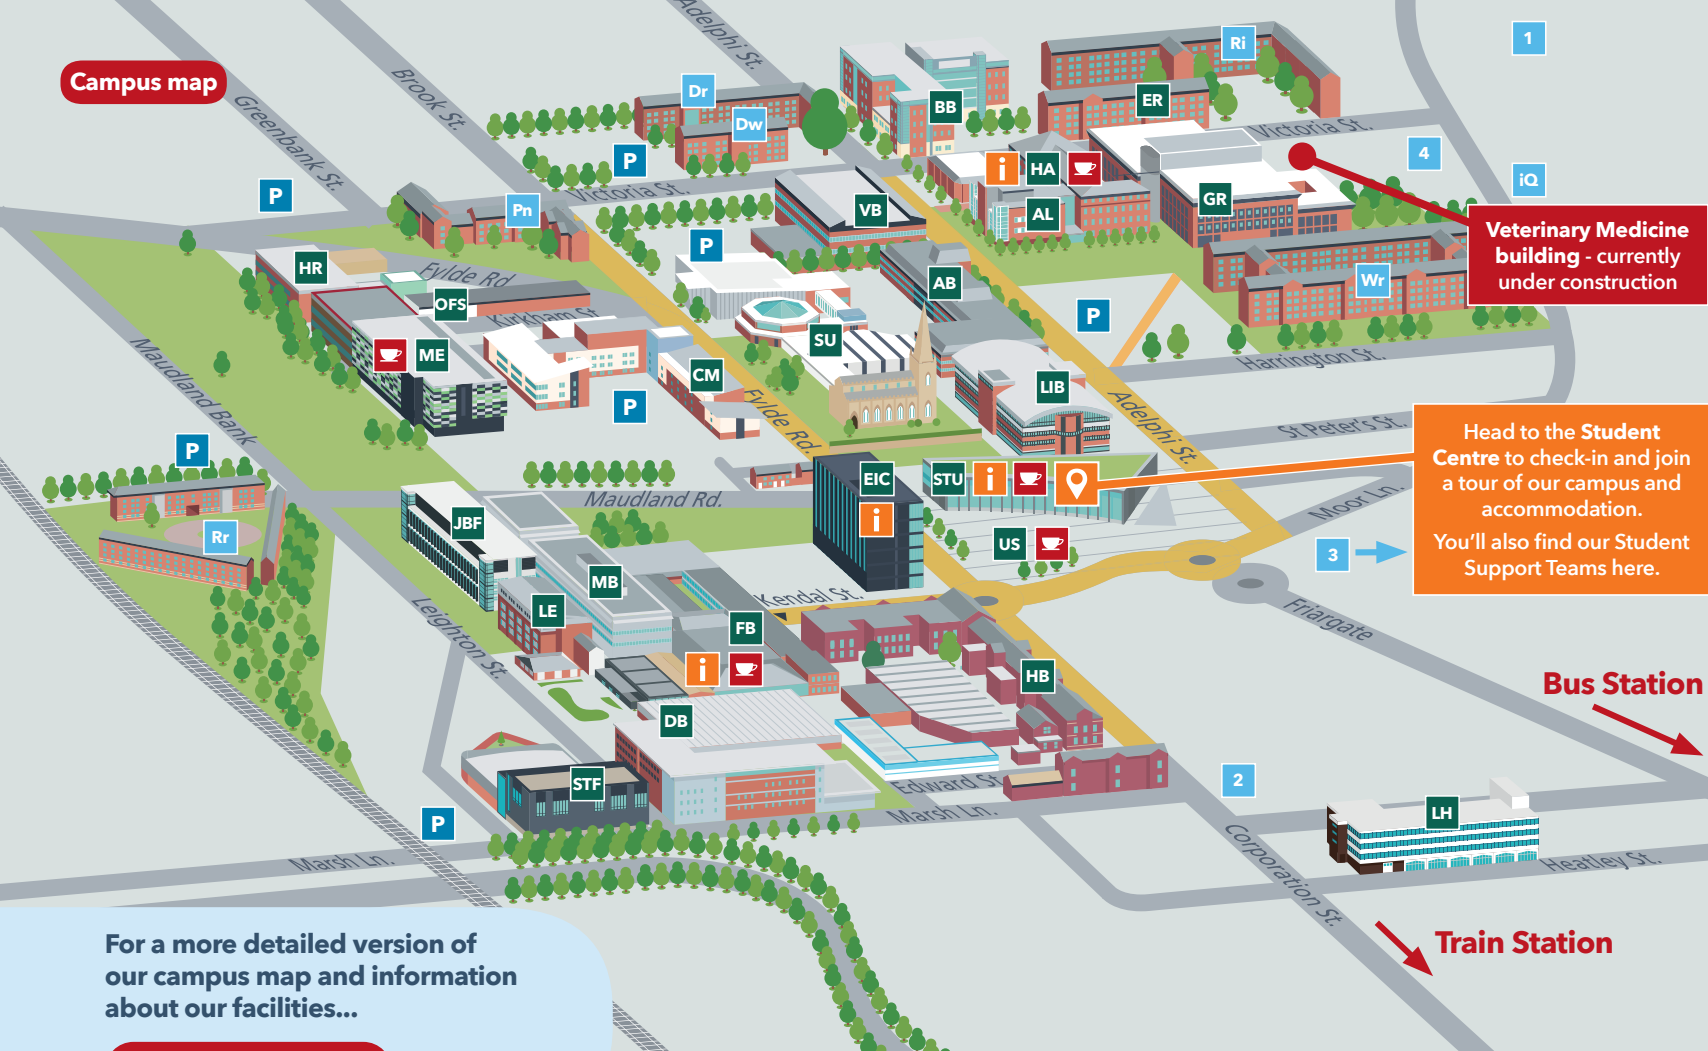 Campus map
Greenbank St.
Brook St.
Adelphi St.
Ri
1
Dr
Dw
BB
ER
Victoria St.
4
iQ
P
P
Victoria St.
Pn
i
HA
AL
GR
VB
P
Veterinary Medicine
building - currently
under construction
HR
Fylde Rd
OFS
Kirkham St.
AB
Wr
P
ME
SU
CM
LIB
Harrington St.
Maudland Bank
P
Fylde Rd.
Adelphi St.
St Peter's St.
Head to the Student
Centre to check-in and join
a tour of our campus and
accommodation.
You'll also find our Student
Support Teams here.
P
EIC
i
STU
i
Maudland Rd.
Moor Ln.
JBF
Rr
US
3
MB
LE
Kendal St.
Leighton St.
FB
i
Friargate
HB
Bus Station
DB
STF
Edward St.
Marsh Ln.
2
P
LH
Marsh Ln.
Corporation St.
Heatley St.
Train Station
For a more detailed version of
our campus map and information
about our facilities...